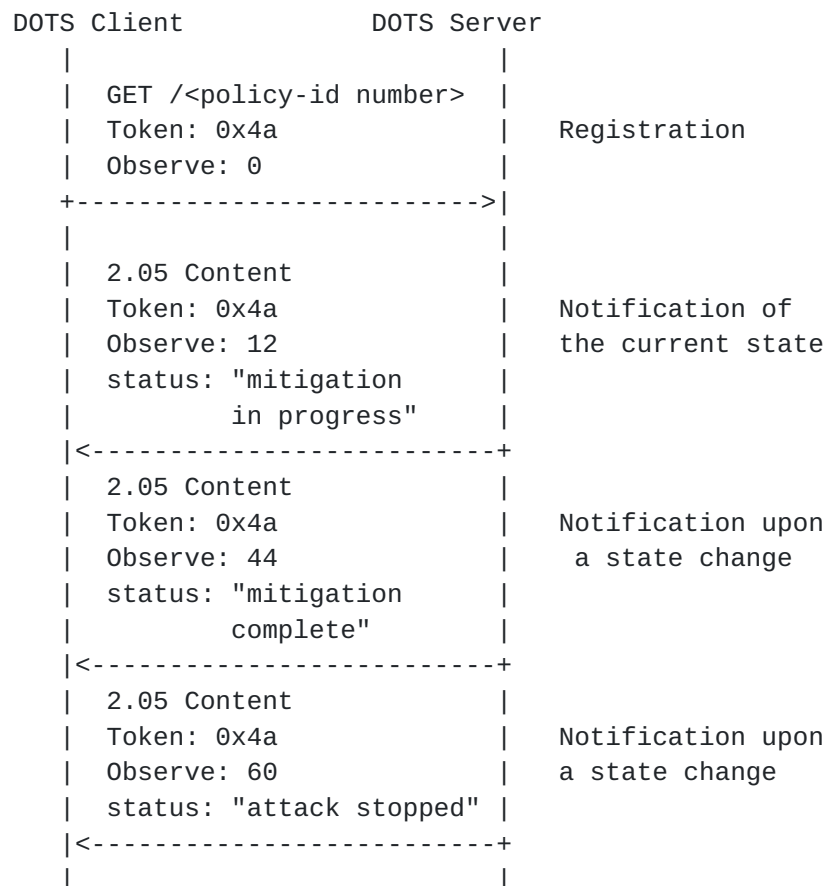 DOTS Client            DOTS Server
   |                           |
   |  GET /<policy-id number>  |
   |  Token: 0x4a              |   Registration
   |  Observe: 0               |
   +-------------------------->|
   |                           |
   |  2.05 Content             |
   |  Token: 0x4a              |   Notification of
   |  Observe: 12              |   the current state
   |  status: "mitigation      |
   |          in progress"     |
   |<--------------------------+
   |  2.05 Content             |
   |  Token: 0x4a              |   Notification upon
   |  Observe: 44              |    a state change
   |  status: "mitigation      |
   |          complete"        |
   |<--------------------------+
   |  2.05 Content             |
   |  Token: 0x4a              |   Notification upon
   |  Observe: 60              |   a state change
   |  status: "attack stopped" |
   |<--------------------------+
   |                           |